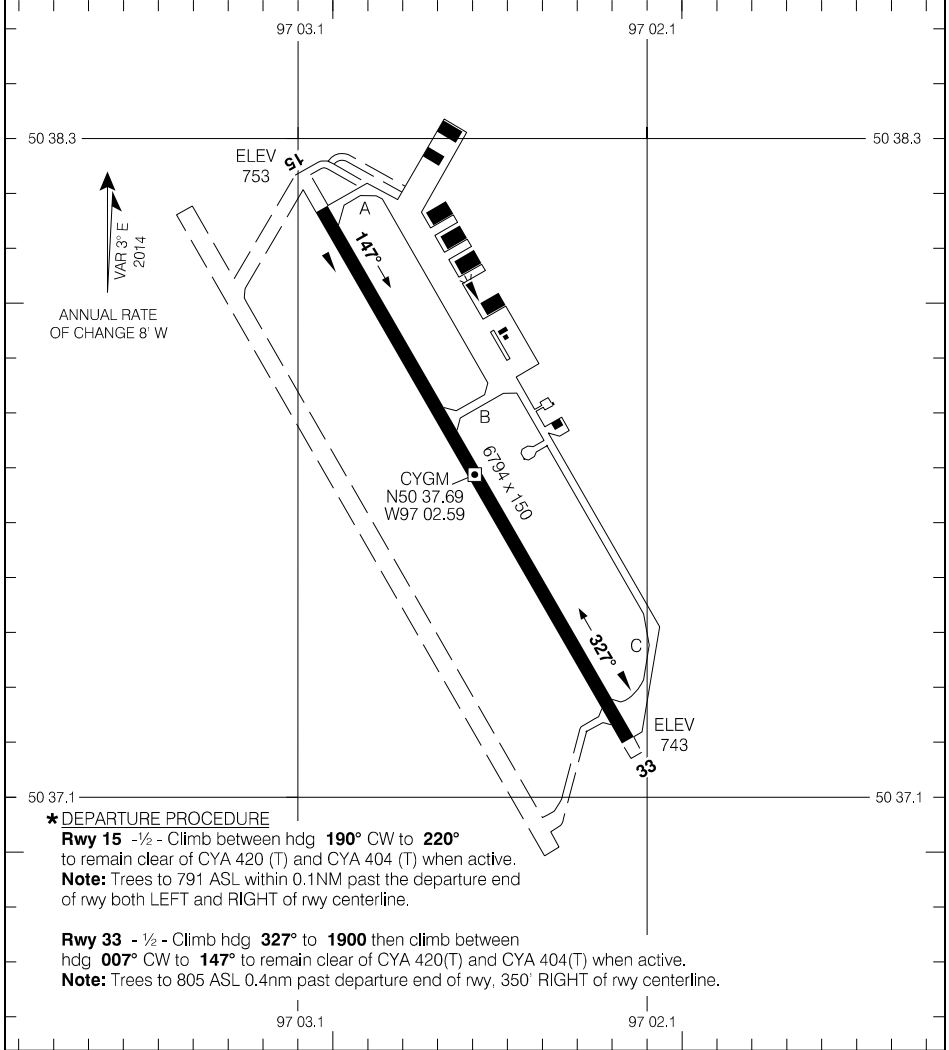 97 03.1
97 02.1
50 38.3
50 38.3
ELEV
753
15
VAR 3° E
2014
ANNUAL RATE
OF CHANGE 8' W
A
147°
B
6794 x 150
CYGM
N50 37.69
W97 02.59
327°
C
ELEV
743
33
50 37.1
50 37.1
* DEPARTURE PROCEDURE
Rwy 15 - ½ - Climb between hdg 190° CW to 220°
to remain clear of CYA 420 (T) and CYA 404 (T) when active.
Note: Trees to 791 ASL within 0.1NM past the departure end
of rwy both LEFT and RIGHT of rwy centerline.
Rwy 33 - ½ - Climb hdg 327° to 1900 then climb between
hdg 007° CW to 147° to remain clear of CYA 420(T) and CYA 404(T) when active.
Note: Trees to 805 ASL 0.4nm past departure end of rwy, 350' RIGHT of rwy centerline.
97 03.1
97 02.1